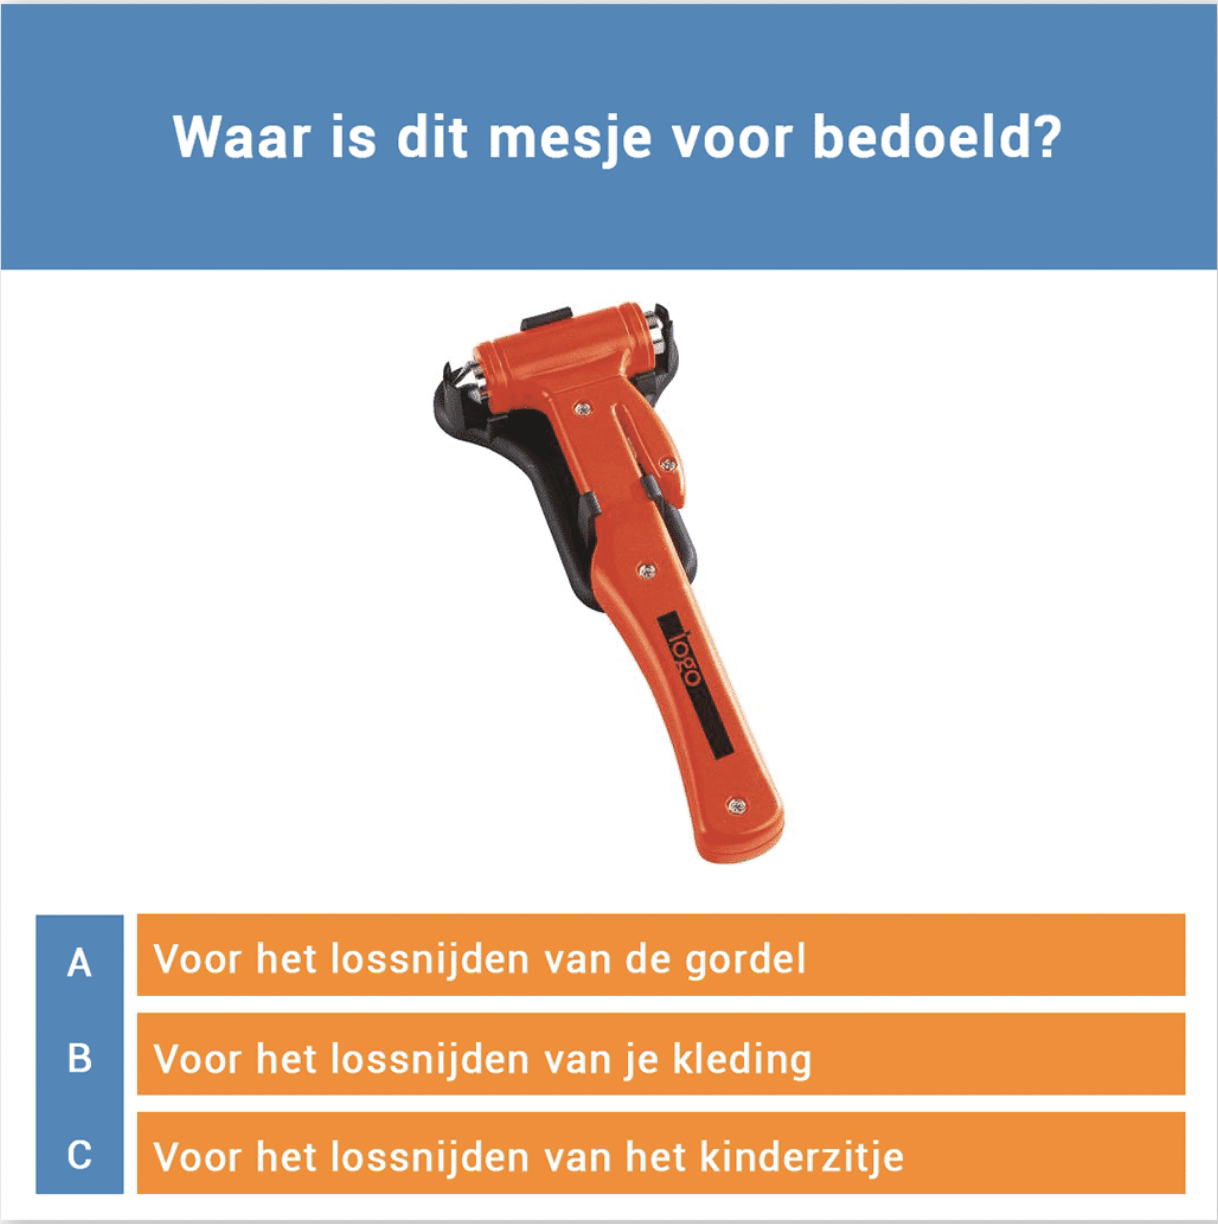 Waar is dit mesje voor bedoeld?
logo
A Voor het lossnijden van de gordel
B Voor het lossnijden van je kleding
C Voor het lossnijden van het kinderzitje